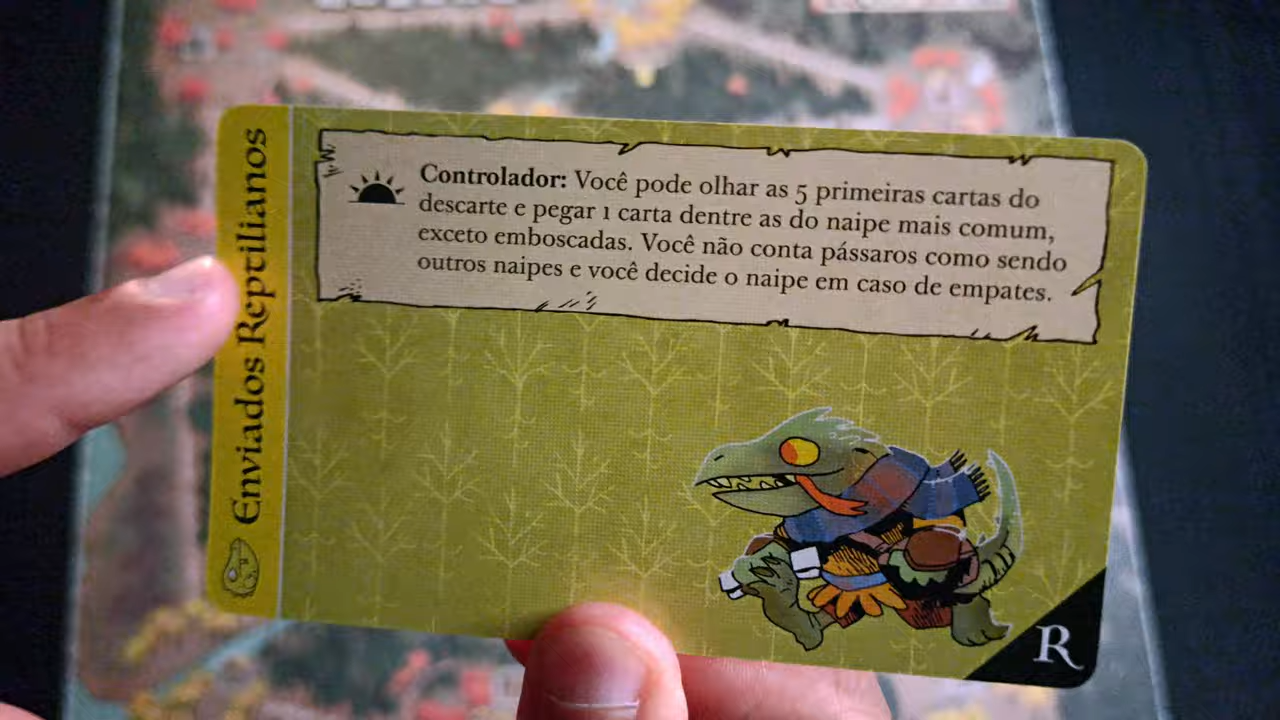 Enviados Reptilianos
Controlador: Você pode olhar as 5 primeiras cartas do
descarte e pegar 1 carta dentre as do naipe mais comum,
exceto emboscadas. Você não conta pássaros como sendo
outros naipes e você decide o naipe em caso de empates.
R